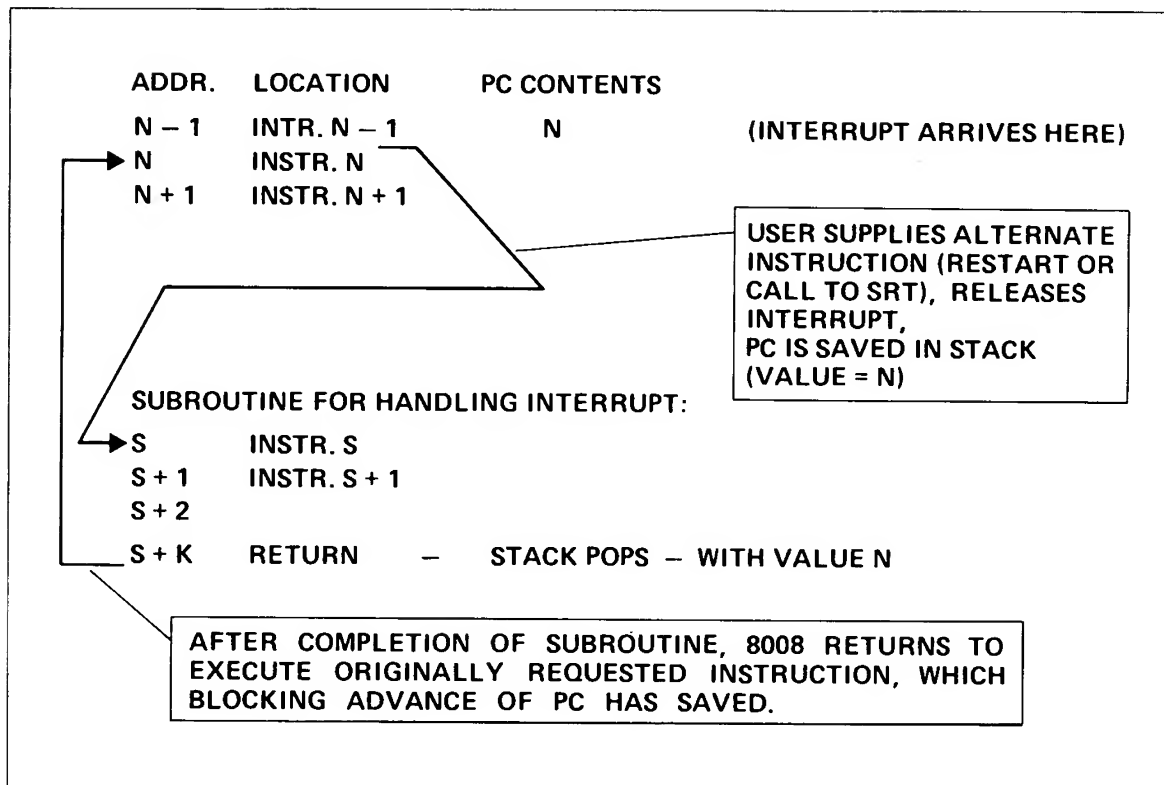 ADDR. LOCATION PC CONTENTS
N – 1 INTR. N – 1 N (INTERRUPT ARRIVES HERE)
N INSTR. N
N + 1 INSTR. N + 1
USER SUPPLIES ALTERNATE
INSTRUCTION (RESTART OR
CALL TO SRT), RELEASES
INTERRUPT,
PC IS SAVED IN STACK
(VALUE = N)
SUBROUTINE FOR HANDLING INTERRUPT:
S INSTR. S
S + 1 INSTR. S + 1
S + 2
S + K RETURN – STACK POPS – WITH VALUE N
AFTER COMPLETION OF SUBROUTINE, 8008 RETURNS TO
EXECUTE ORIGINALLY REQUESTED INSTRUCTION, WHICH
BLOCKING ADVANCE OF PC HAS SAVED.